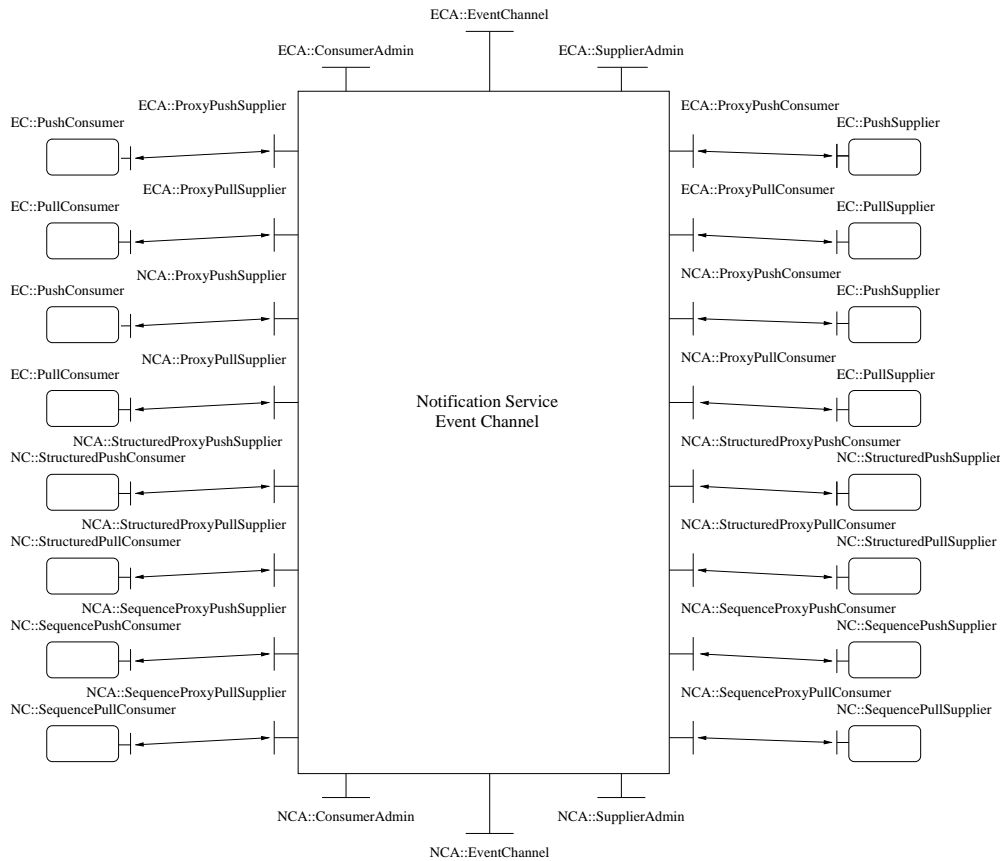 ECA::EventChannel
ECA::ConsumerAdmin
ECA::SupplierAdmin
ECA::ProxyPushSupplier
ECA::ProxyPushConsumer
EC::PushConsumer
EC::PushSupplier
ECA::ProxyPullSupplier
ECA::ProxyPullConsumer
EC::PullConsumer
EC::PullSupplier
NCA::ProxyPushSupplier
NCA::ProxyPushConsumer
EC::PushConsumer
EC::PushSupplier
NCA::ProxyPullSupplier
NCA::ProxyPullConsumer
EC::PullConsumer
EC::PullSupplier
Notification Service
Event Channel
NCA::StructuredProxyPushSupplier
NCA::StructuredProxyPushConsumer
NC::StructuredPushConsumer
NC::StructuredPushSupplier
NCA::StructuredProxyPullSupplier
NCA::StructuredProxyPullConsumer
NC::StructuredPullConsumer
NC::StructuredPullSupplier
NCA::SequenceProxyPushSupplier
NCA::SequenceProxyPushConsumer
NC::SequencePushConsumer
NC::SequencePushSupplier
NCA::SequenceProxyPullSupplier
NCA::SequenceProxyPullConsumer
NC::SequencePullConsumer
NC::SequencePullSupplier
NCA::ConsumerAdmin
NCA::SupplierAdmin
NCA::EventChannel